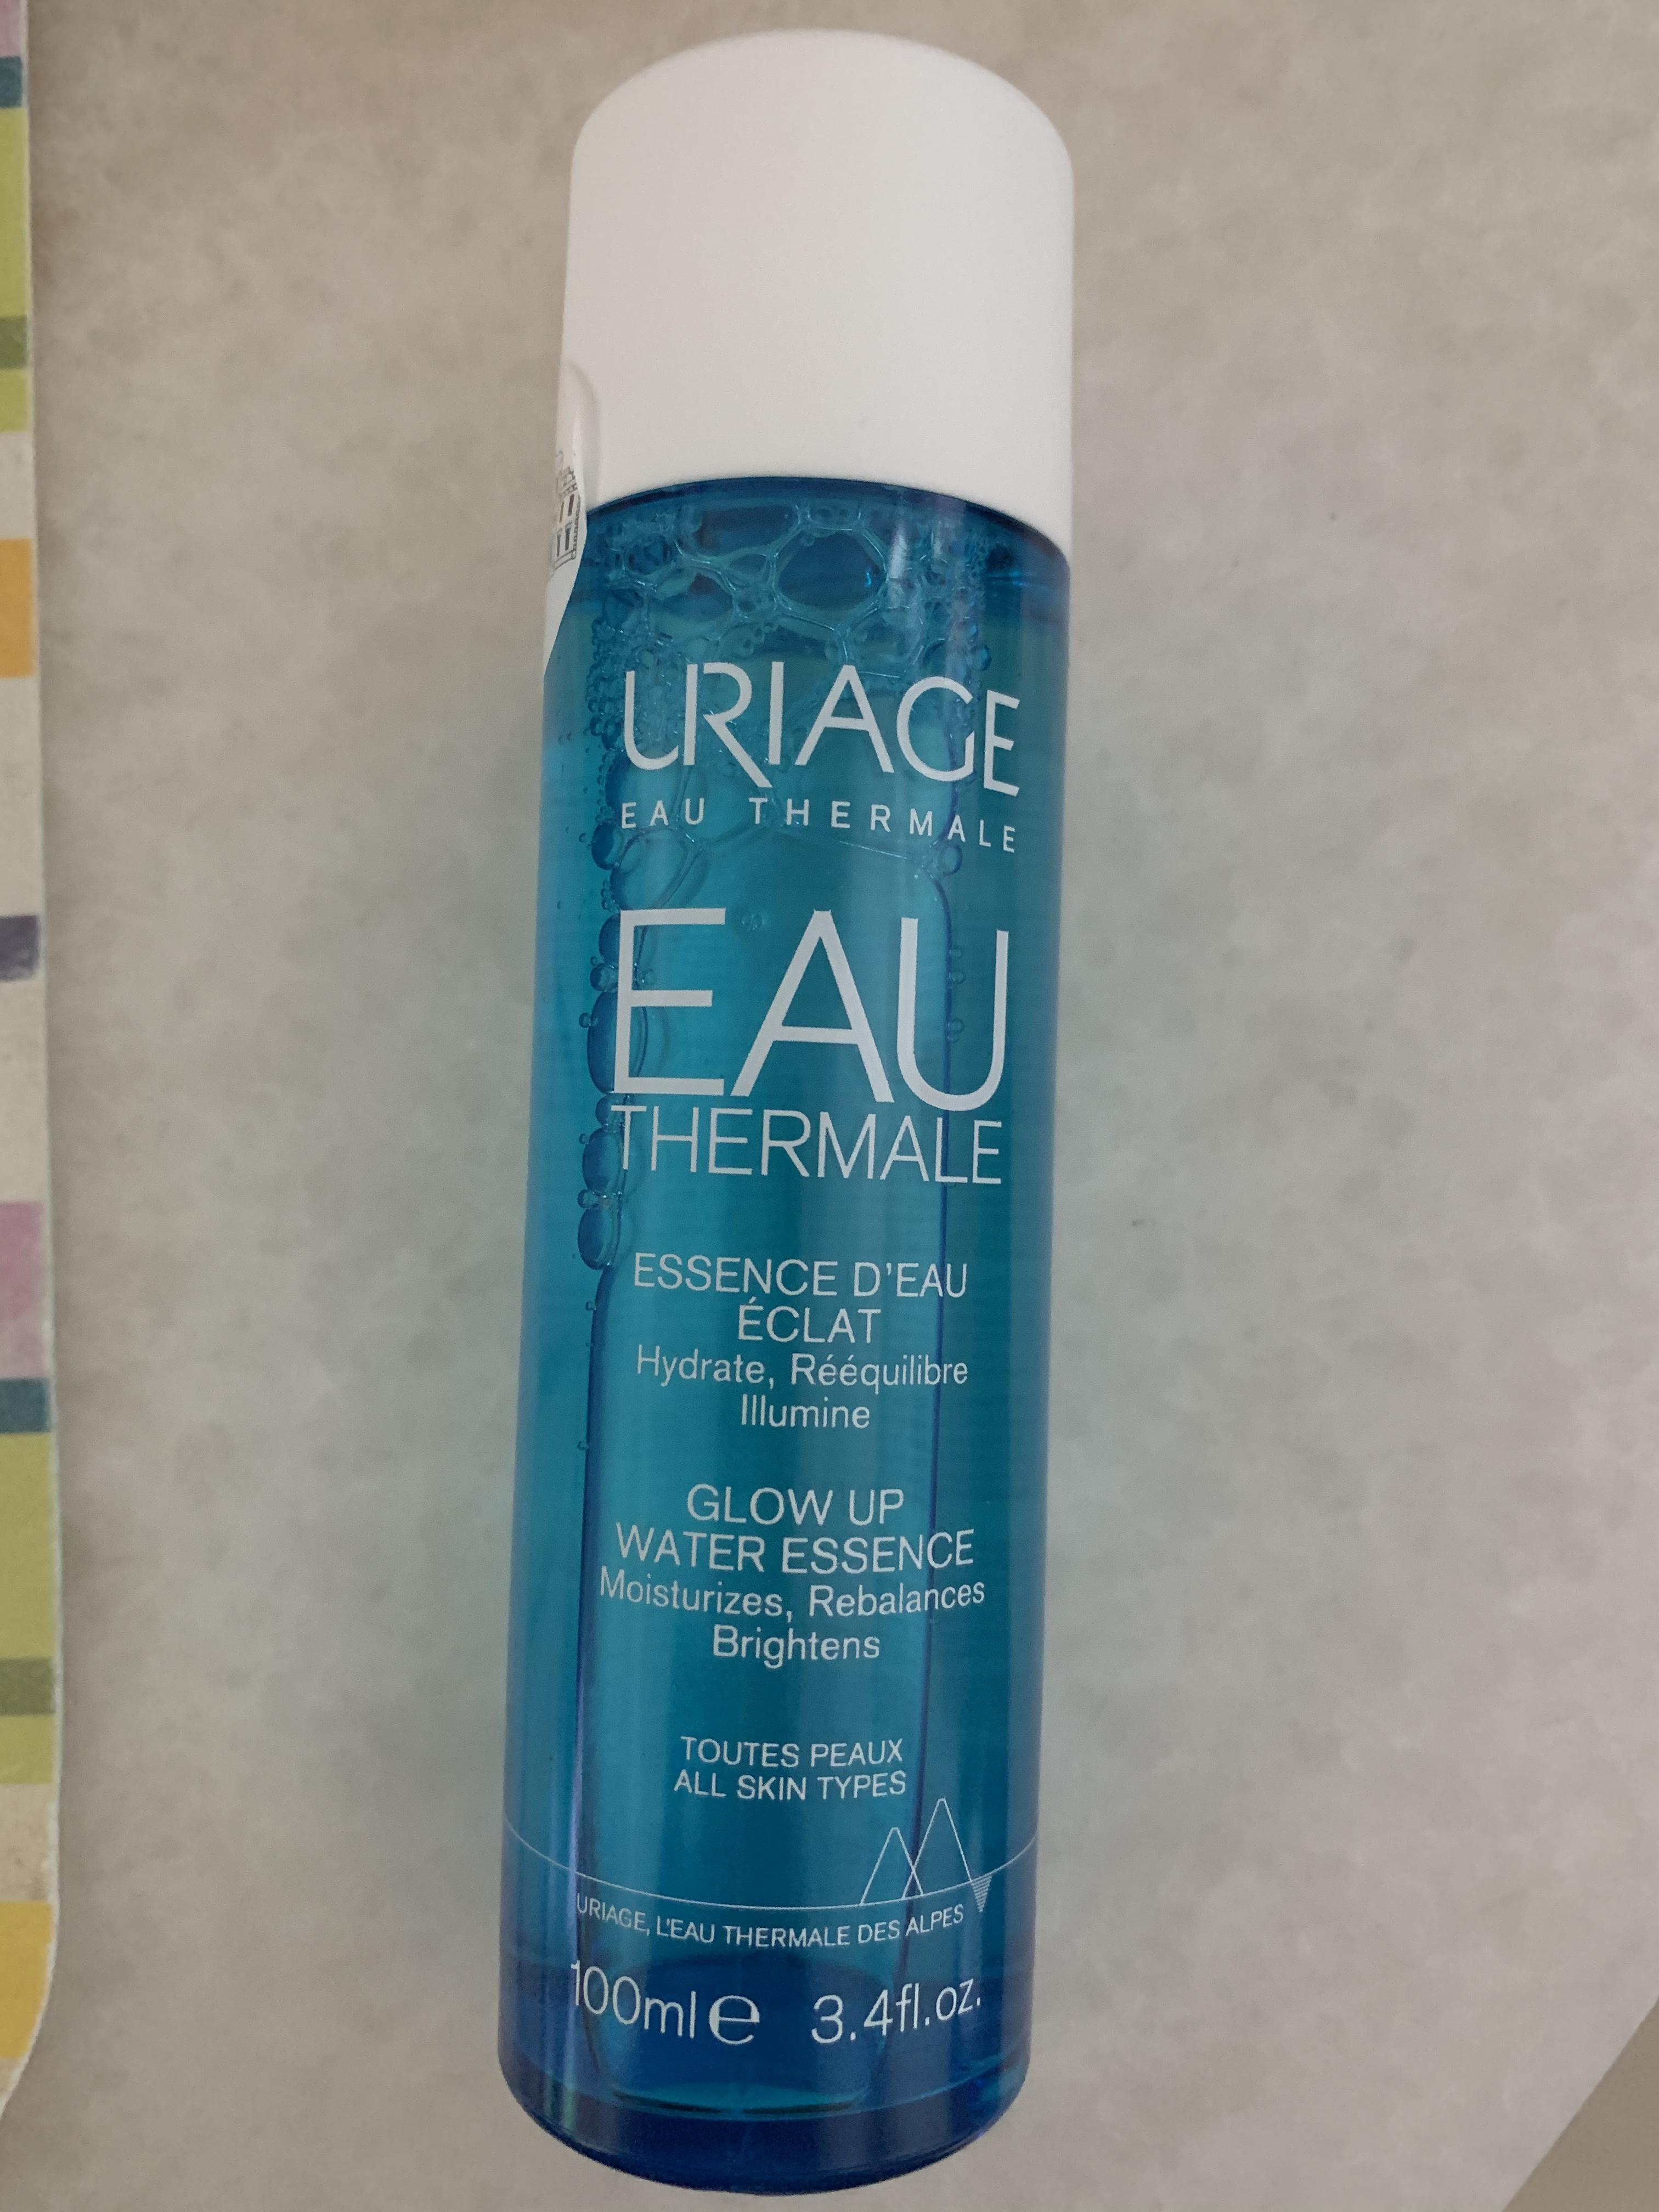 URIAGE
EAU THERMALE
EAU
THERMALE
ESSENCE D'EAU
ÉCLAT
Hydrate, Rééquilibre
Illumine
GLOW UP
WATER ESSENCE
Moisturizes, Rebalances
Brightens
TOUTES PEAUX
ALL SKIN TYPES
URIAGE, L'EAU THERMALE DES ALPES
100ml e 3.4fl.oz.